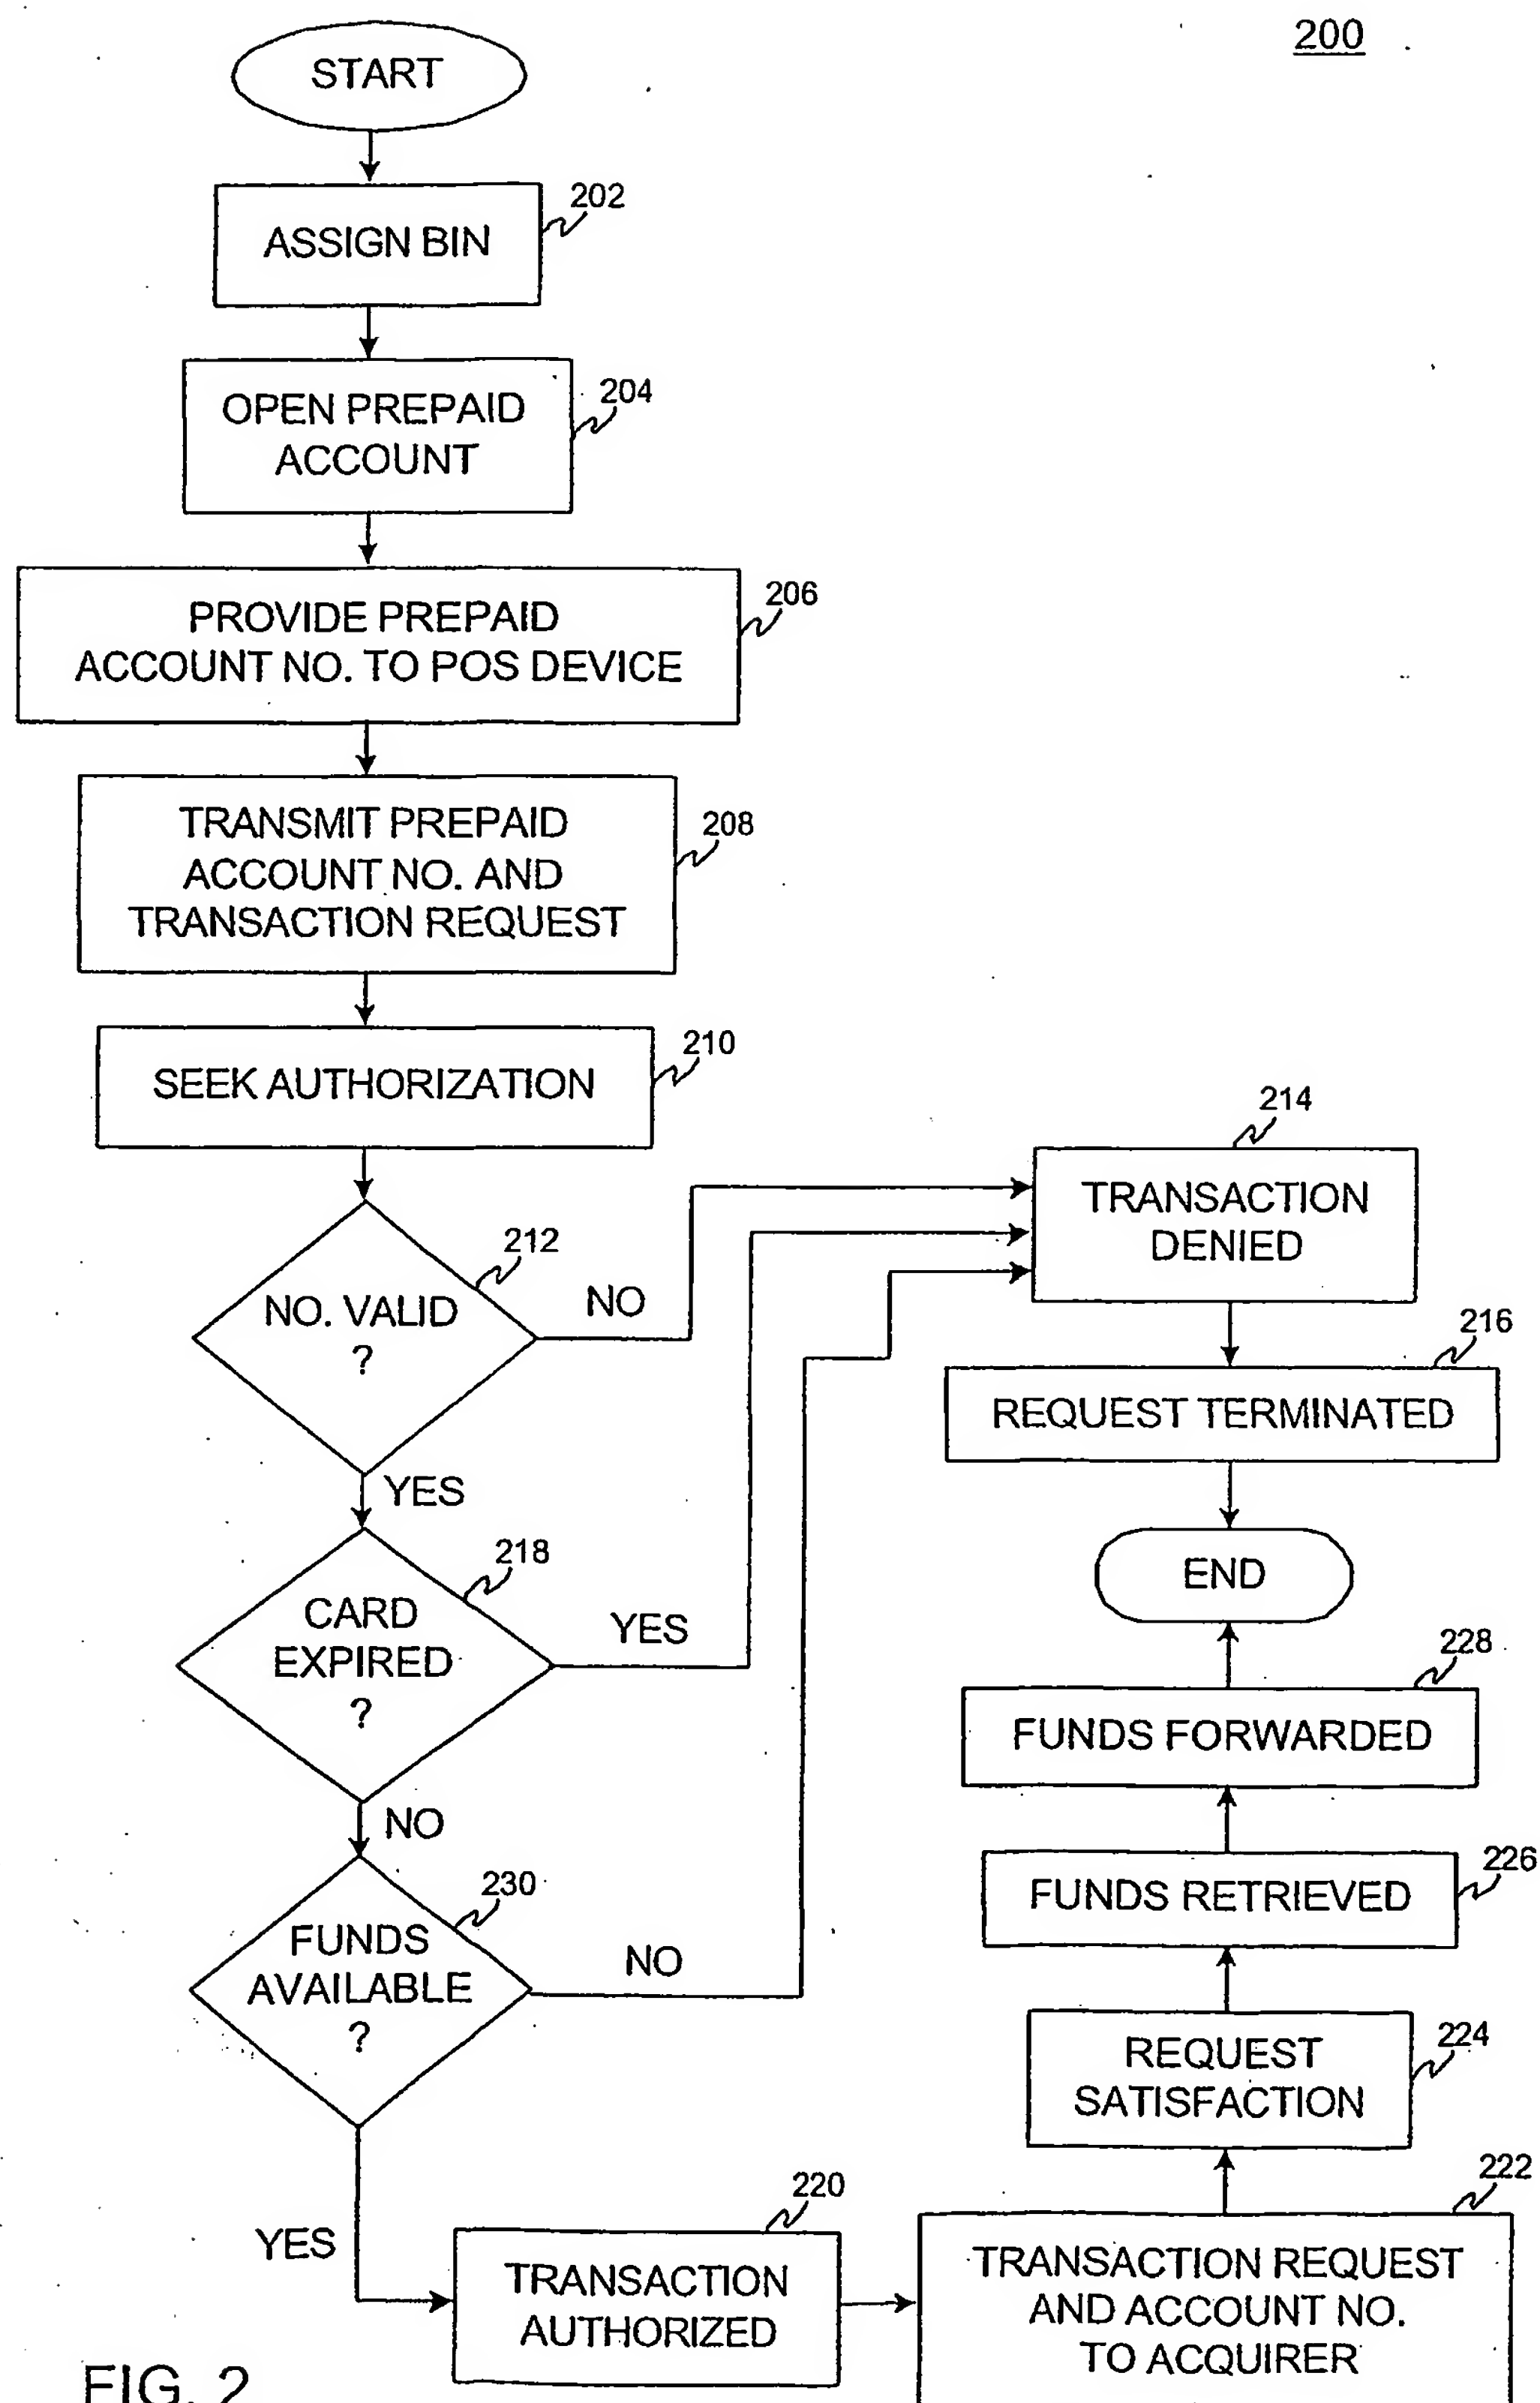 200
START
202
ASSIGN BIN
204
OPEN PREPAID
ACCOUNT
206
PROVIDE PREPAID
ACCOUNT NO. TO POS DEVICE
208
TRANSMIT PREPAID
ACCOUNT NO. AND
TRANSACTION REQUEST
210
SEEK AUTHORIZATION
212
NO. VALID
?
NO
YES
214
TRANSACTION
DENIED
216
REQUEST TERMINATED
END
218
CARD
EXPIRED
?
YES
NO
230
FUNDS
AVAILABLE
?
NO
YES
220
TRANSACTION
AUTHORIZED
222
TRANSACTION REQUEST
AND ACCOUNT NO.
TO ACQUIRER
224
REQUEST
SATISFACTION
226
FUNDS RETRIEVED
228
FUNDS FORWARDED
FIG. 2